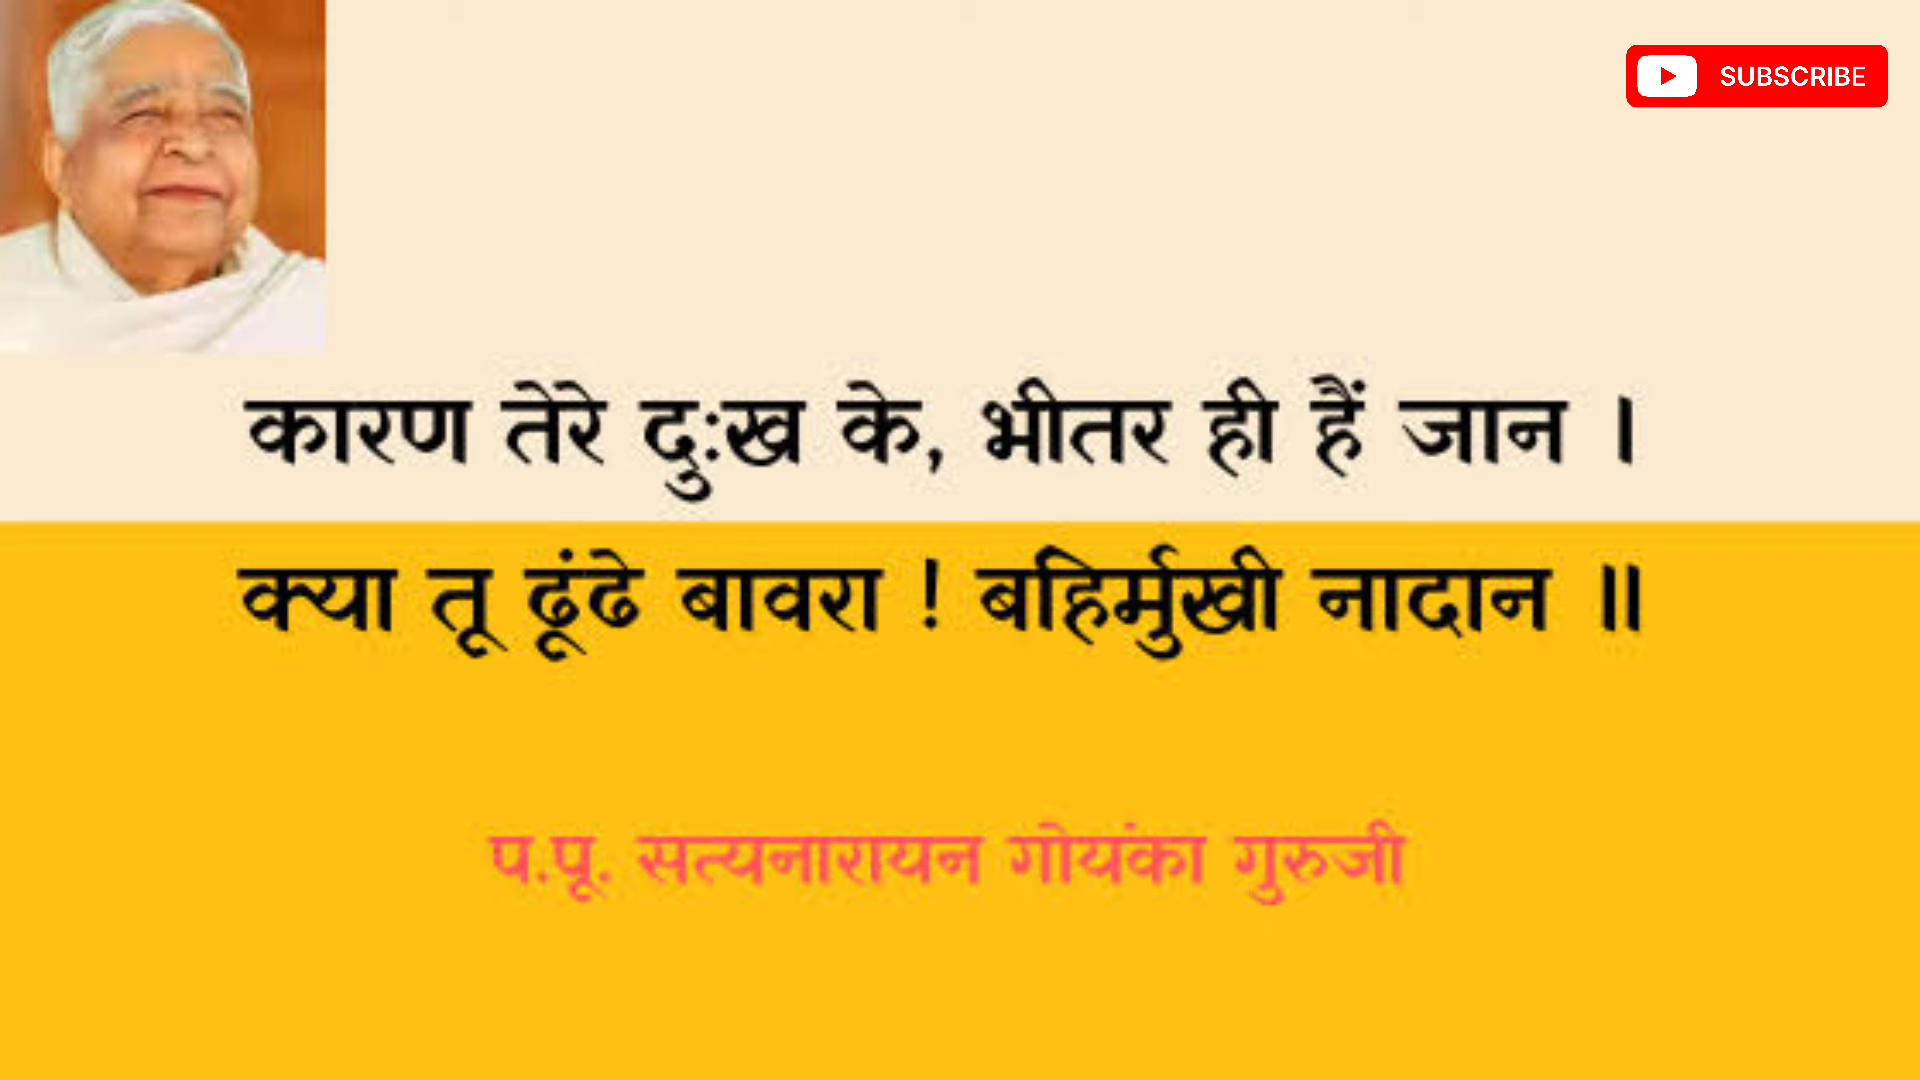 SUBSCRIBE
कारण तेरे दुःख के, भीतर ही हैं जान ।
क्या तू ढूंढे बावरा ! बहिर्मुखी नादान ॥
प.पू. सत्यनारायन गोयंका गुरुजी